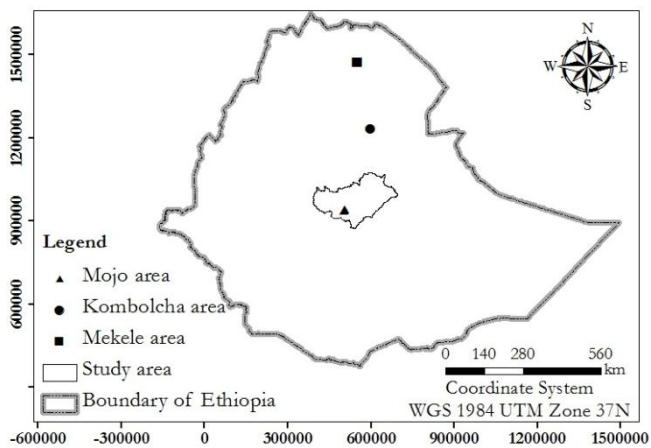 1500000
1200000
900000
600000
N
W E
S
Legend
Mojo area
Kombolcha area
Mekele area
Study area
Boundary of Ethiopia
0 140 280 560
km
Coordinate System
WGS 1984 UTM Zone 37N
-600000 -300000 0 300000 600000 900000 1200000 1500000